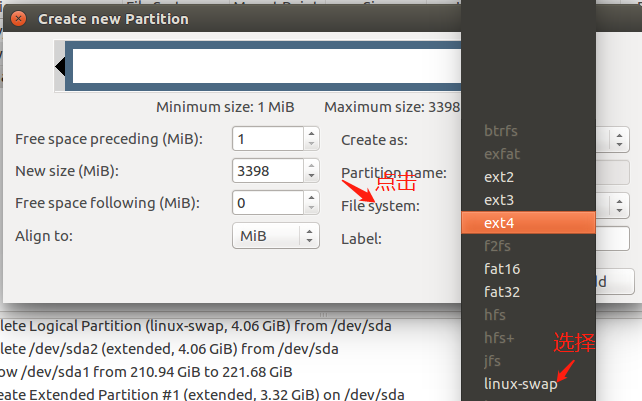 Create new Partition
Minimum size: 1 MiB Maximum size: 3398
Free space preceding (MiB): 1 Create as:
New size (MiB): 3398 Partition name:
点击
Free space following (MiB): 0 File system:
Align to: MiB Label:
btrfs
exfat
ext2
ext3
ext4
f2fs
fat16
fat32
hfs
hfs+
jfs
linux-swap
选择
lete Logical Partition (linux-swap, 4.06 GiB) from /dev/sda
lete /dev/sda2 (extended, 4.06 GiB) from /dev/sda
ow /dev/sda1 from 210.94 GiB to 221.68 GiB
eate Extended Partition #1 (extended, 3.32 GiB) on /dev/sda